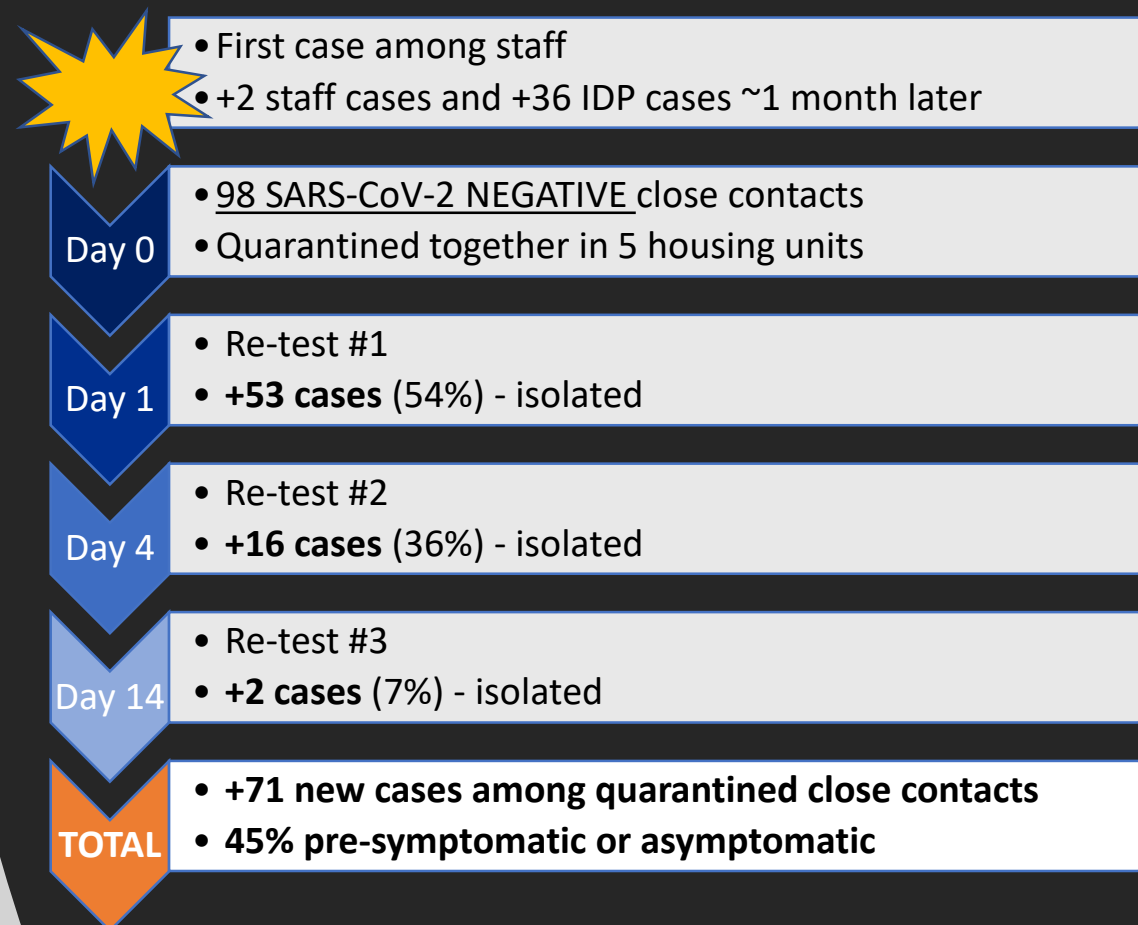 • First case among staff
• +2 staff cases and +36 IDP cases ~1 month later
Day 0
• 98 SARS-CoV-2 NEGATIVE close contacts
• Quarantined together in 5 housing units
Day 1
• Re-test #1
• +53 cases (54%) - isolated
Day 4
• Re-test #2
• +16 cases (36%) - isolated
Day 14
• Re-test #3
• +2 cases (7%) - isolated
TOTAL
• +71 new cases among quarantined close contacts
• 45% pre-symptomatic or asymptomatic